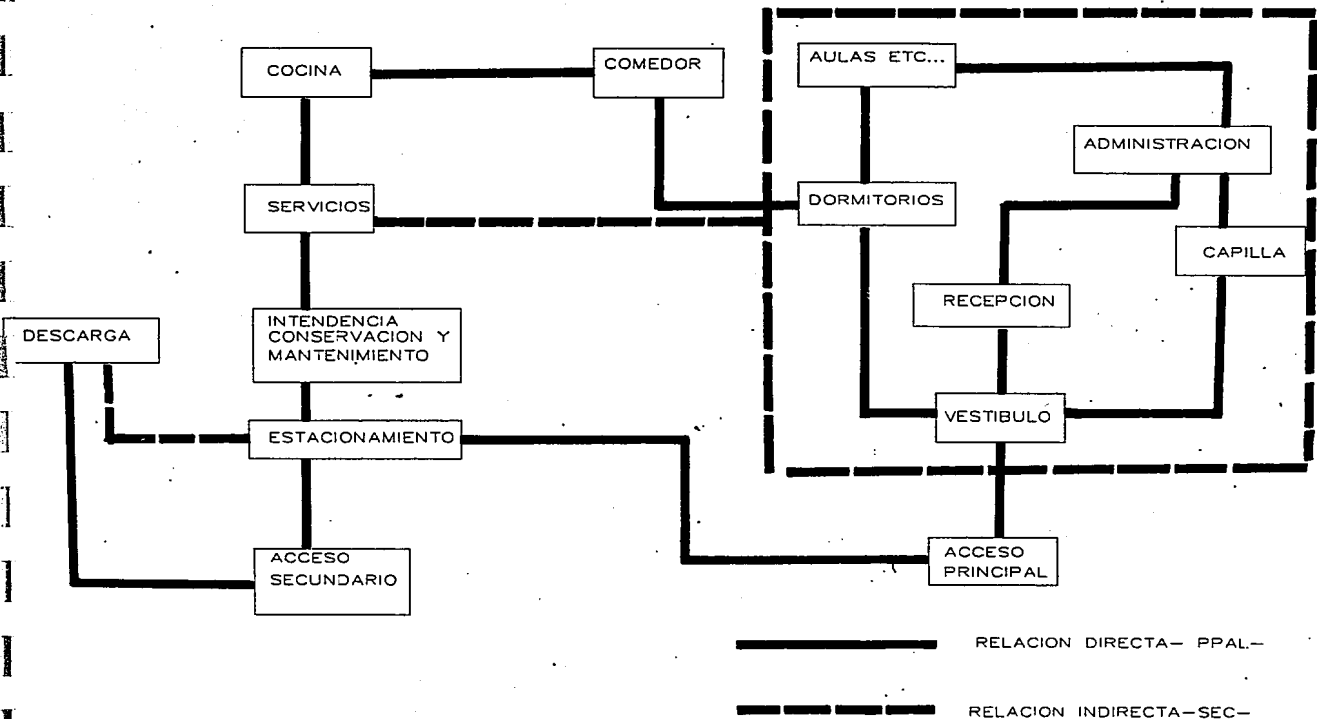 COCINA
COMEDOR
AULAS ETC...
ADMINISTRACION
SERVICIOS
DORMITORIOS
CAPILLA
RECEPCION
DESCARGA
INTENDENCIA
CONSERVACION Y
MANTENIMIENTO
VESTIBULO
ESTACIONAMIENTO
ACCESO
SECUNDARIO
ACCESO
PRINCIPAL
RELACION DIRECTA- PPAL-
RELACION INDIRECTA-SEC-